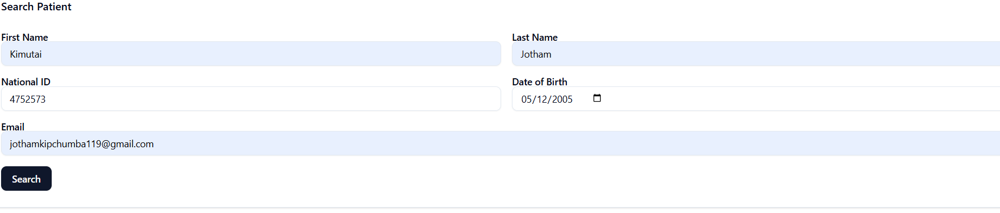 Search Patient
First Name
Last Name
Kimutai
Jotham
National ID
Date of Birth
4752573
05/12/2005
Email
jothamkipchumba119@gmail.com
Search